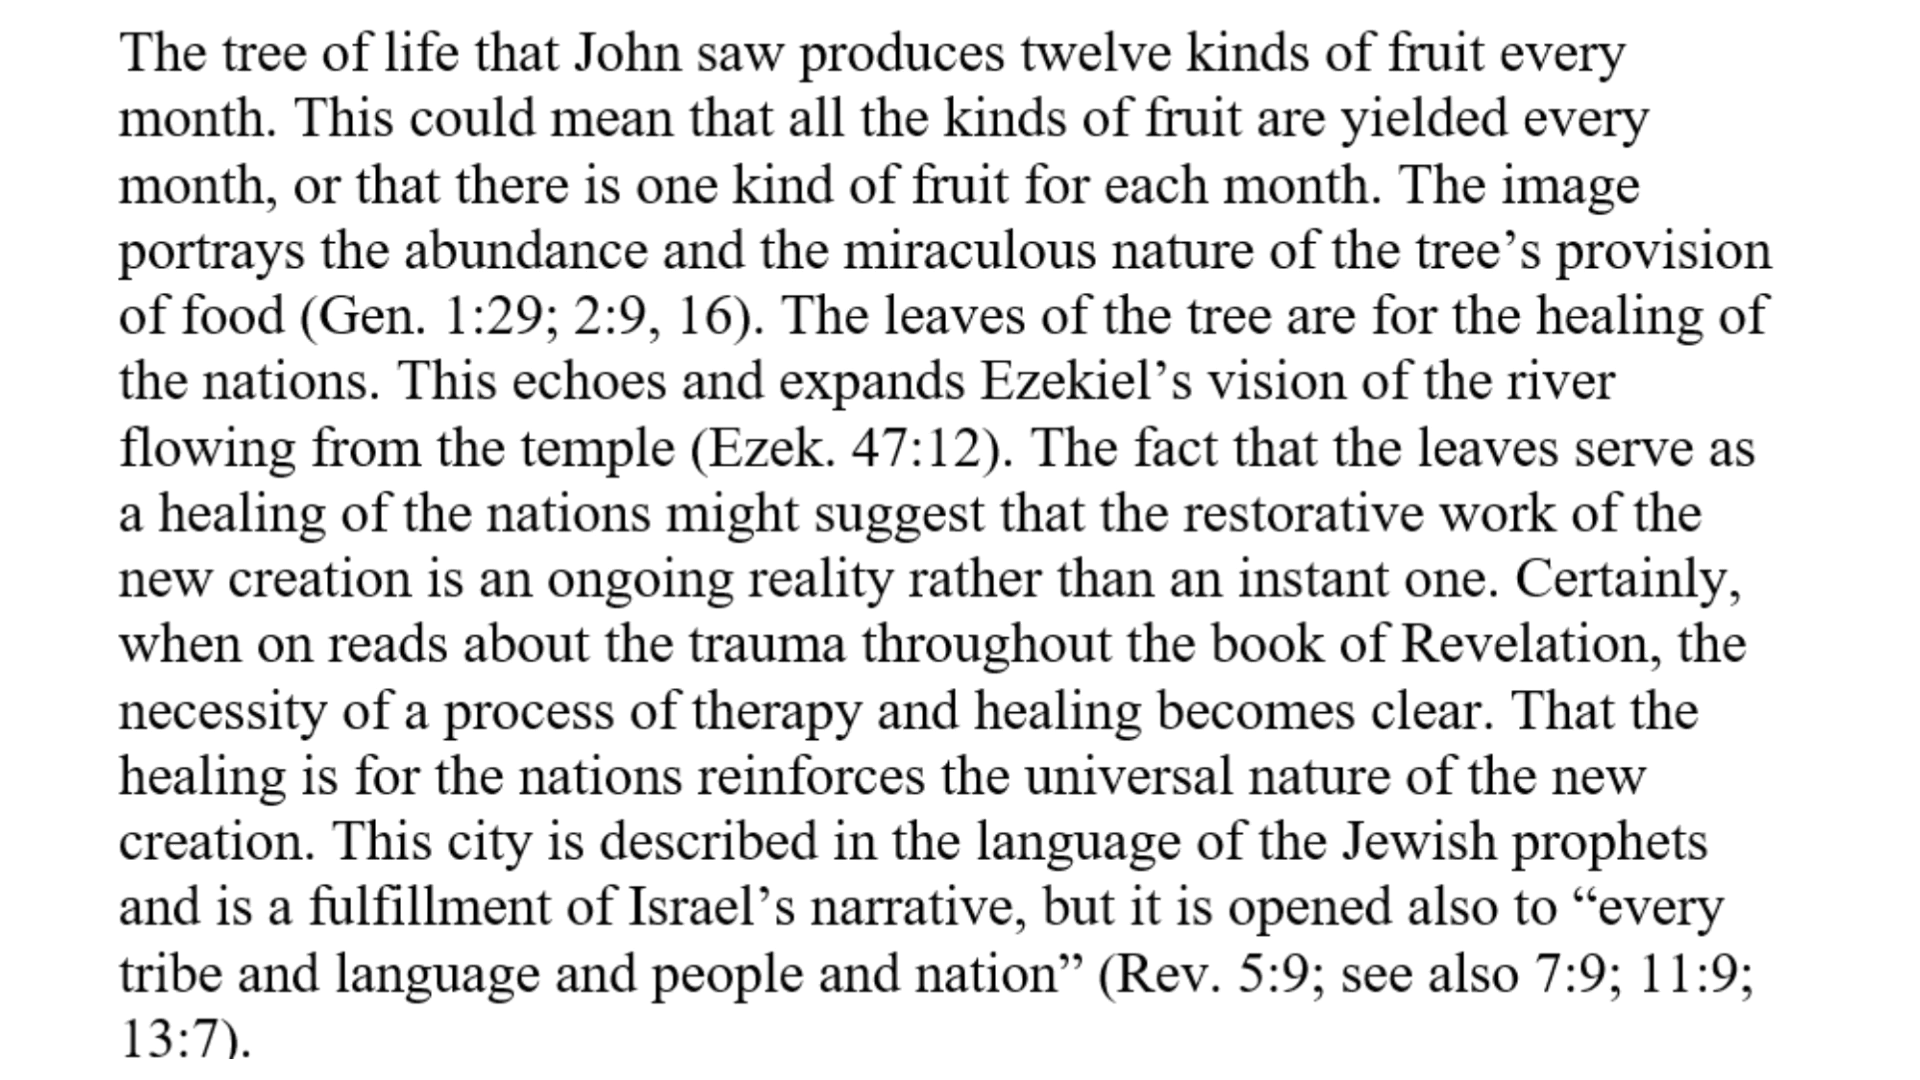 The tree of life that John saw produces twelve kinds of fruit every
month. This could mean that all the kinds of fruit are yielded every
month, or that there is one kind of fruit for each month. The image
portrays the abundance and the miraculous nature of the tree’s provision
of food (Gen. 1:29; 2:9, 16). The leaves of the tree are for the healing of
the nations. This echoes and expands Ezekiel’s vision of the river
flowing from the temple (Ezek. 47:12). The fact that the leaves serve as
a healing of the nations might suggest that the restorative work of the
new creation is an ongoing reality rather than an instant one. Certainly,
when on reads about the trauma throughout the book of Revelation, the
necessity of a process of therapy and healing becomes clear. That the
healing is for the nations reinforces the universal nature of the new
creation. This city is described in the language of the Jewish prophets
and is a fulfillment of Israel’s narrative, but it is opened also to “every
tribe and language and people and nation” (Rev. 5:9; see also 7:9; 11:9;
13:7).